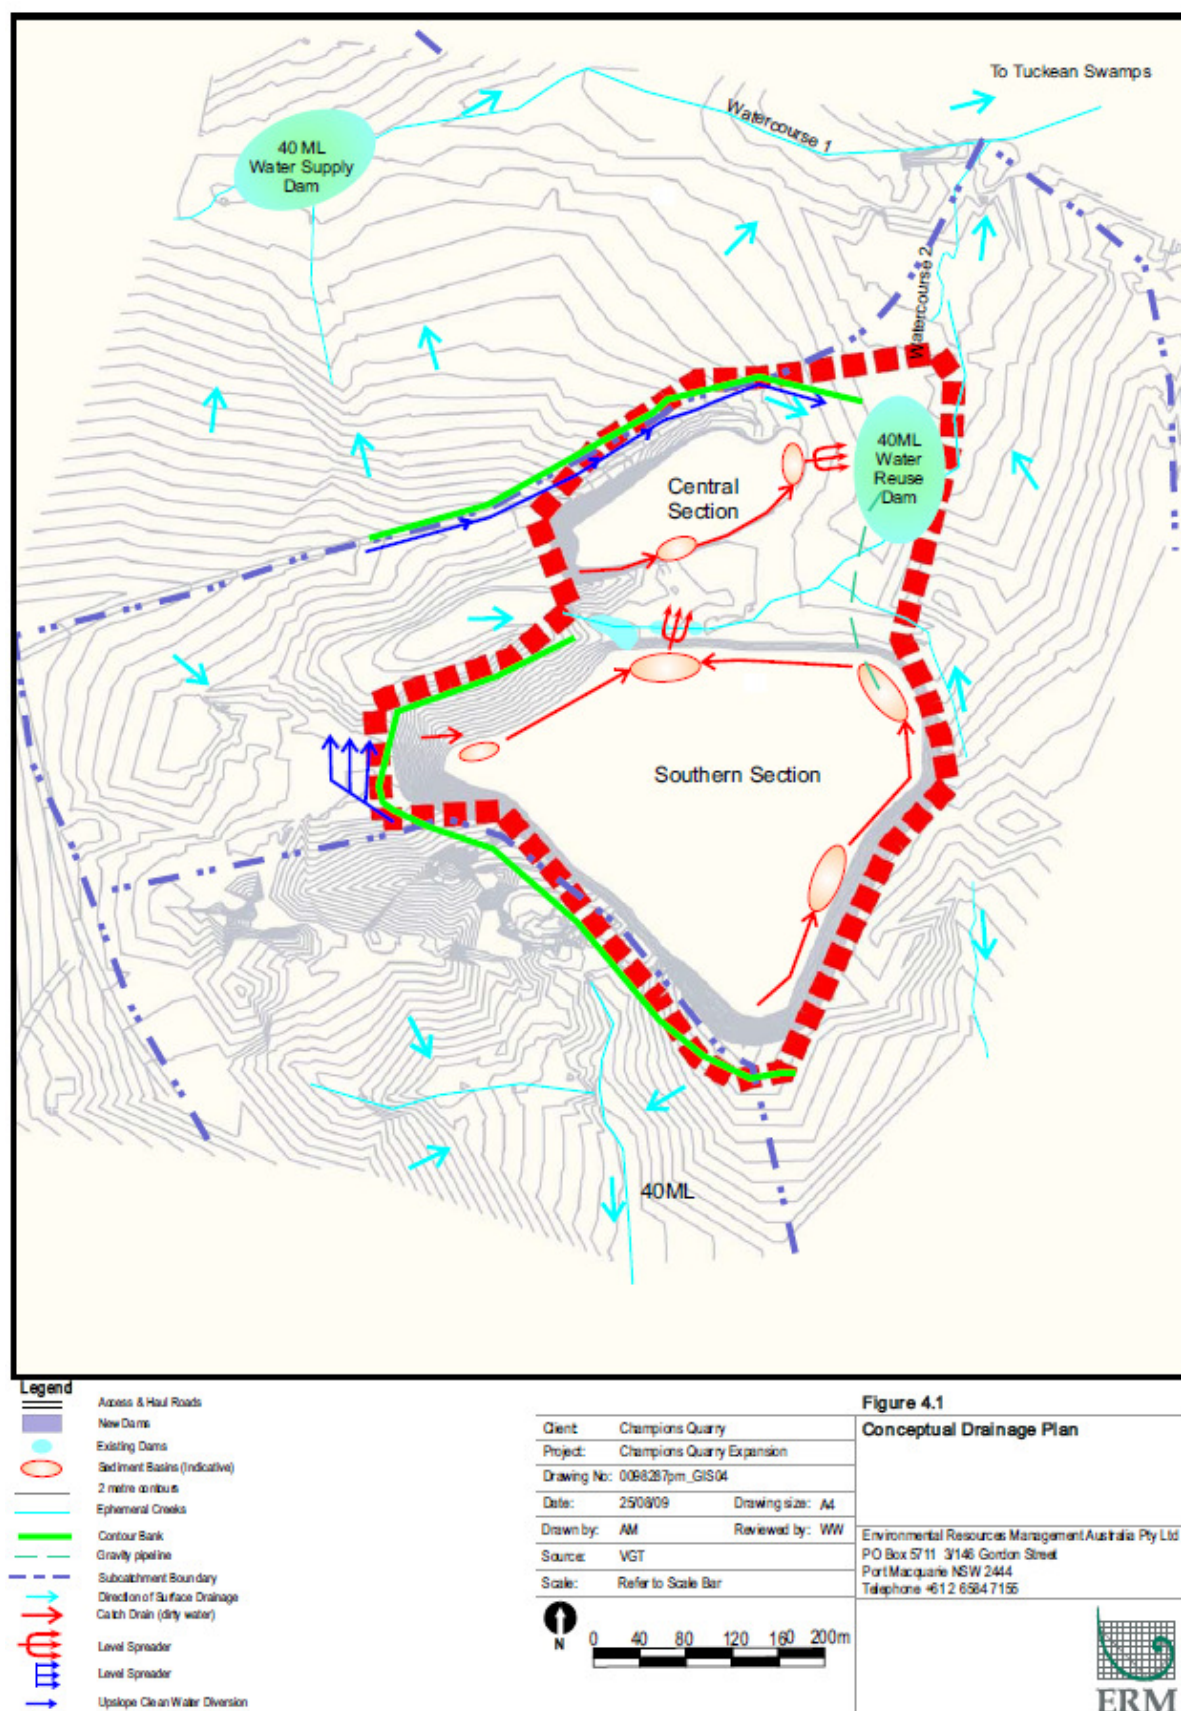 To Tuckean Swamps
Watercourse 1
40 ML
Water Supply
Dam
Watercourse 2
40ML
Water
Reuse
Dam
Central
Section
Southern Section
40ML
Legend
Access & Haul Roads
New Dams
Existing Dams
Sediment Basins (Indicative)
2 metre contours
Ephemeral Creeks
Contour Bank
Gravity pipeline
Subcatchment Boundary
Direction of Surface Drainage
Catch Drain (dirty water)
Level Spreader
Level Spreader
Upslope Clean Water Diversion
Client: Champions Quarry
Project: Champions Quarry Expansion
Drawing No: 0098287pm_GIS04
Date: 25/08/09 Drawing size: A4
Drawn by: AM Reviewed by: WW
Source: VGT
Scale: Refer to Scale Bar
N
0 40 80 120 160 200m
Figure 4.1
Conceptual Drainage Plan
Environmental Resources Management Australia Pty Ltd
PO Box 5711 3/146 Gordon Street
Port Macquarie NSW 2444
Telephone +61 2 6584 7155
ERM